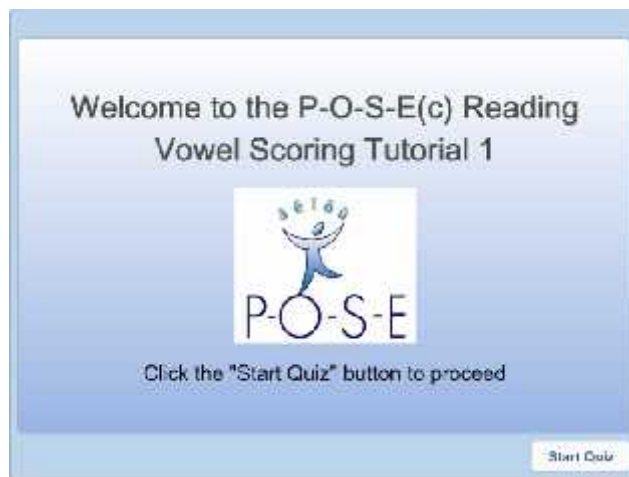 Welcome to the P-O-S-E(c) Reading
Vowel Scoring Tutorial 1
P-O-S-E
Click the "Start Quiz" button to proceed
Start Quiz